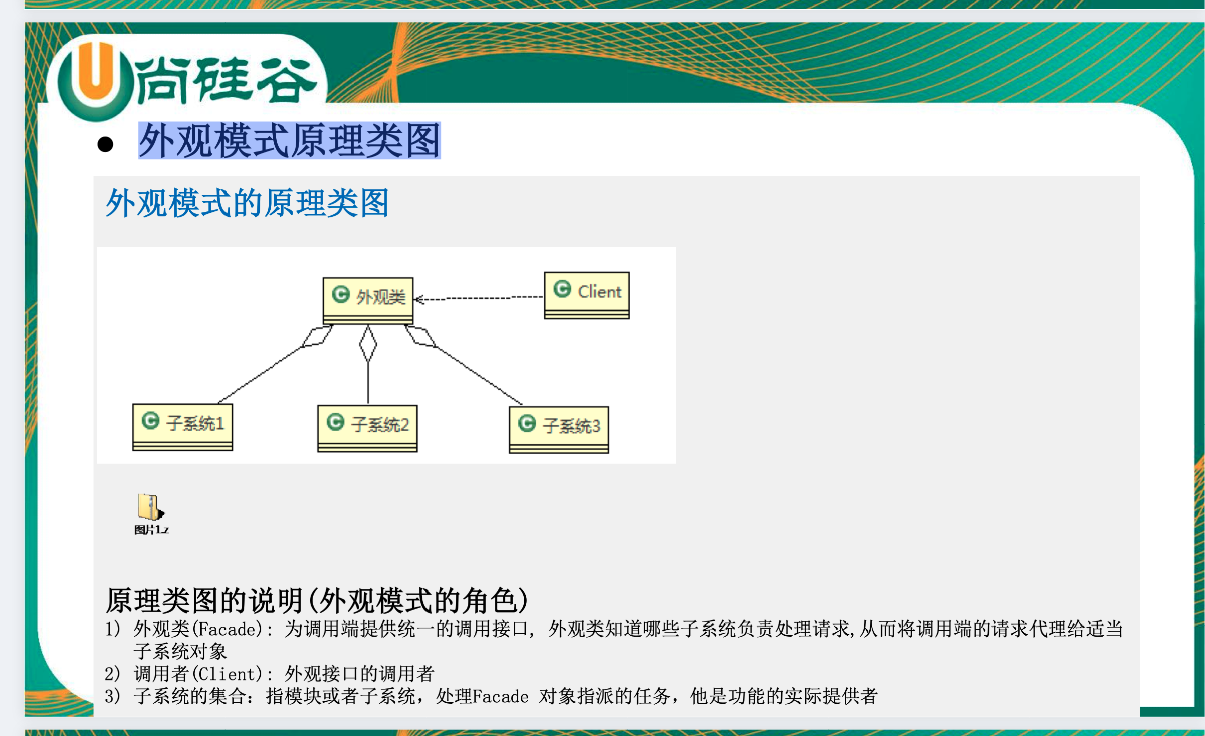 尚硅谷
● 外观模式原理类图
外观模式的原理类图
外观类
Client
子系统1
子系统2
子系统3
图片1.z
原理类图的说明(外观模式的角色)
1) 外观类(Facade): 为调用端提供统一的调用接口, 外观类知道哪些子系统负责处理请求,从而将调用端的请求代理给适当
子系统对象
2) 调用者(Client): 外观接口的调用者
3) 子系统的集合: 指模块或者子系统，处理Facade 对象指派的任务，他是功能的实际提供者